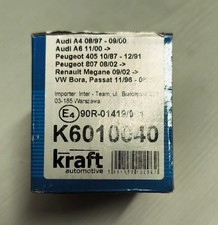 Audi A4 08/97 - 09/00
Audi A6 11/00 ->
Peugeot 405 10/87 - 12/91
Peugeot 807 08/02 ->
Renault Megane 09/02 ->
VW Bora, Passat 11/96 -
Importer: Inter - Team, ul.
03-185 Warszawa
E4 90R-01419/
K6010040
kraft
automotive